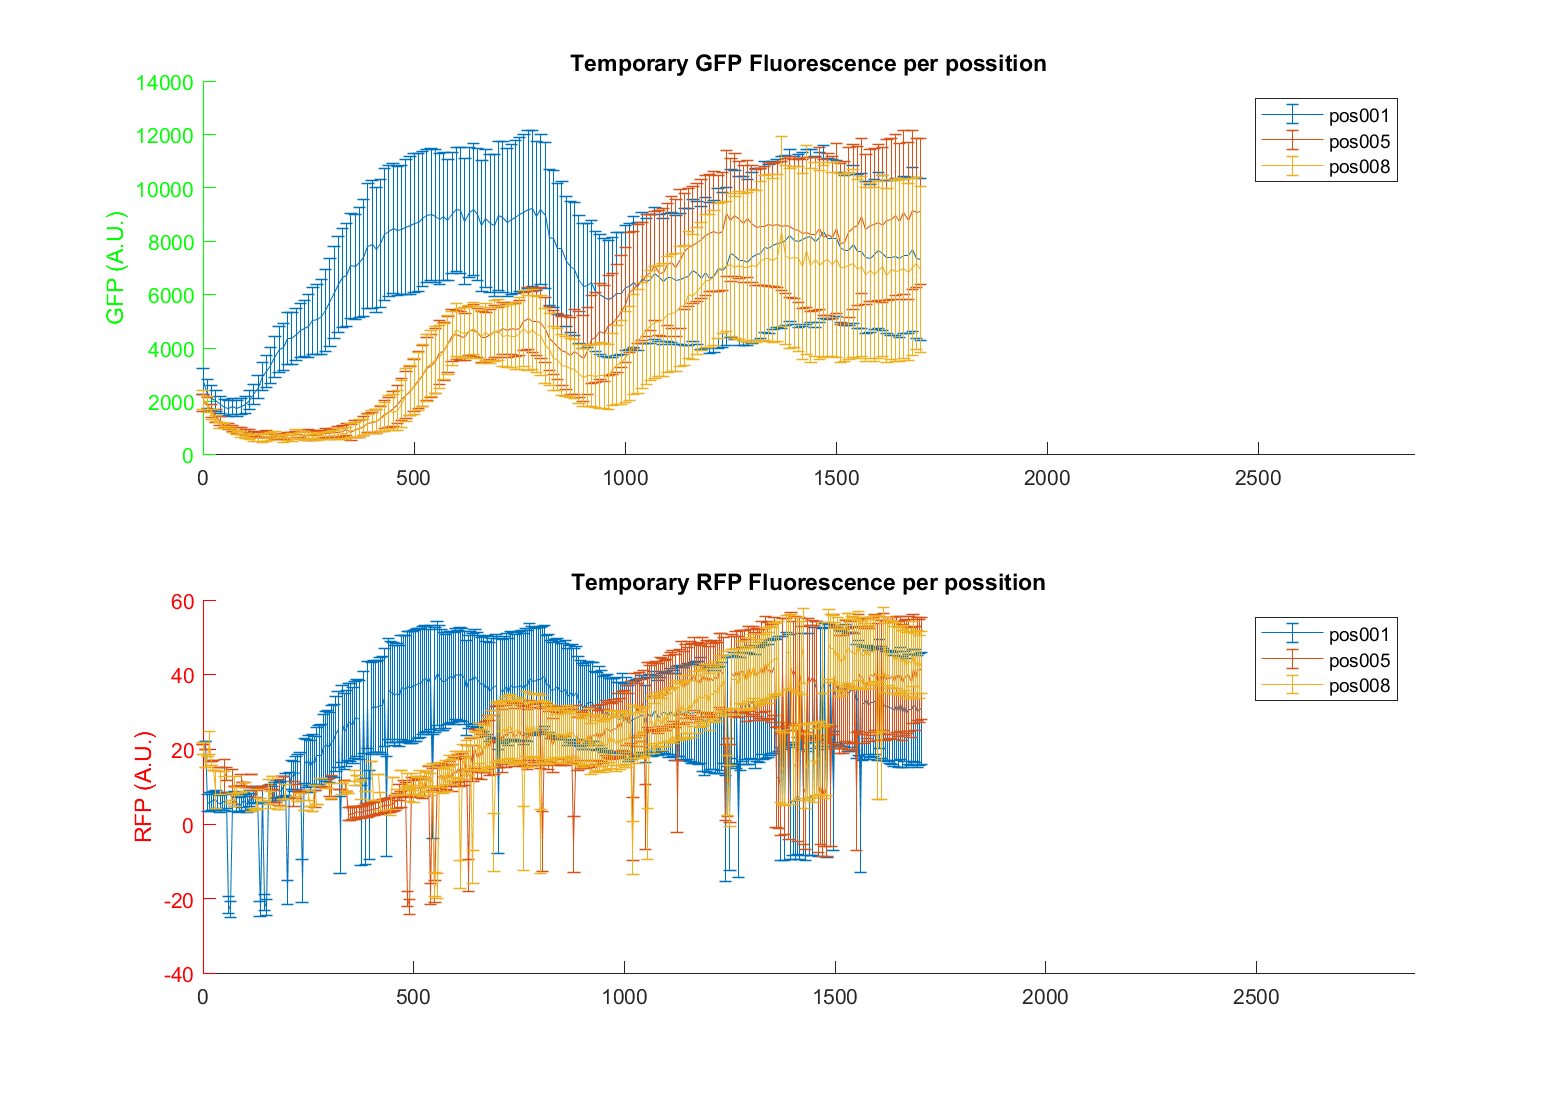 Temporary GFP Fluorescence per possition
14000
12000
10000
8000
6000
4000
2000
0
GFP (A.U.)
0 500 1000 1500 2000 2500
pos001
pos005
pos008
Temporary RFP Fluorescence per possition
60
40
20
0
-20
-40
RFP (A.U.)
0 500 1000 1500 2000 2500
pos001
pos005
pos008